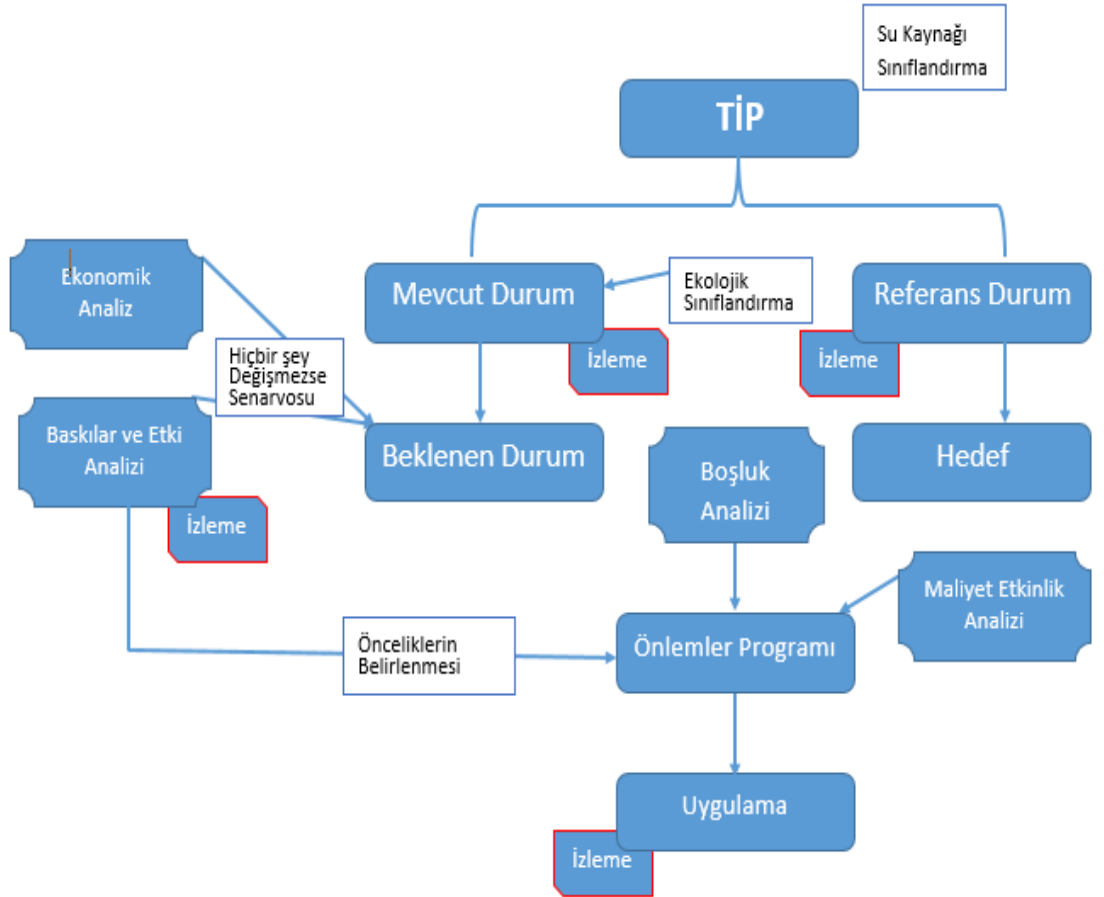 Su Kaynağı
Sınıflandırma
TİP
Ekonomik
Analiz
Mevcut Durum
Ekolojik
Sınıflandırma
Referans Durum
İzleme
İzleme
Hiçbir şey
Değişmezse
Senarvosu
Baskılar ve Etki
Analizi
İzleme
Beklenen Durum
Boşluk
Analizi
Hedef
Maliyet Etkinlik
Analizi
Önceliklerin
Belirlenmesi
Önlemler Programı
Uygulama
İzleme